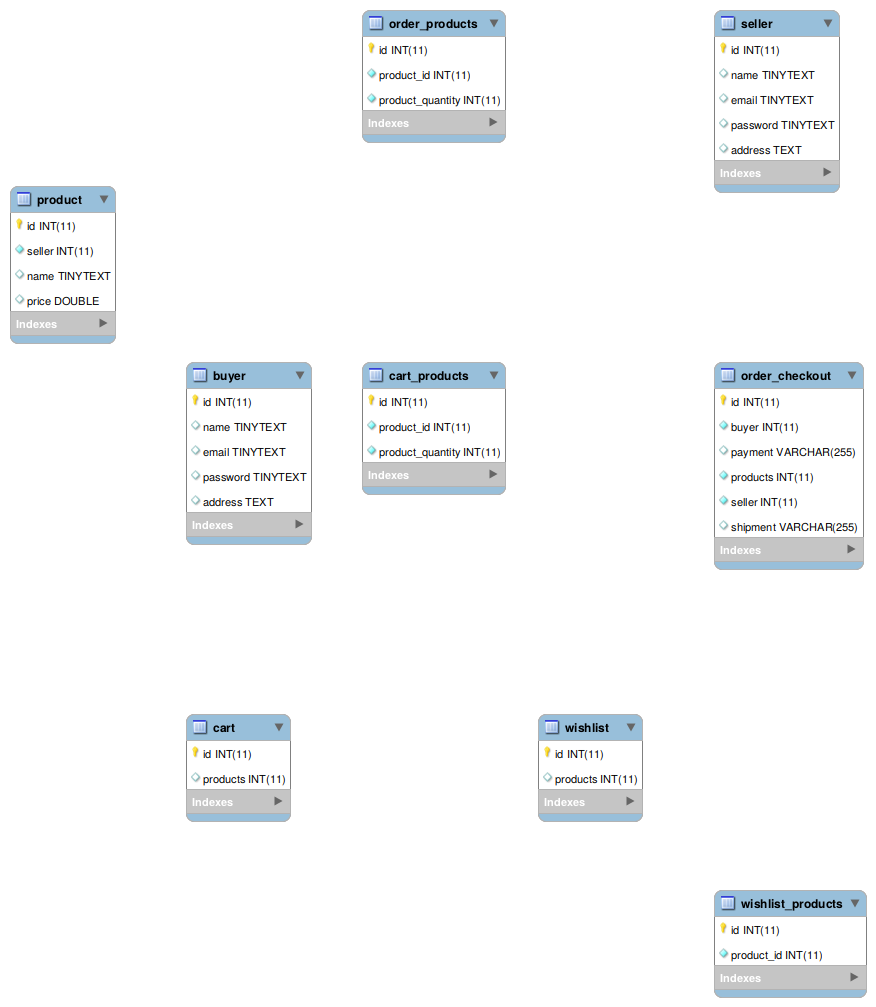 order_products
id INT(11)
product_id INT(11)
product_quantity INT(11)
Indexes
seller
id INT(11)
name TINYTEXT
email TINYTEXT
password TINYTEXT
address TEXT
Indexes
product
id INT(11)
seller INT(11)
name TINYTEXT
price DOUBLE
Indexes
buyer
id INT(11)
name TINYTEXT
email TINYTEXT
password TINYTEXT
address TEXT
Indexes
cart_products
id INT(11)
product_id INT(11)
product_quantity INT(11)
Indexes
order_checkout
id INT(11)
buyer INT(11)
payment VARCHAR(255)
products INT(11)
seller INT(11)
shipment VARCHAR(255)
Indexes
cart
id INT(11)
products INT(11)
Indexes
wishlist
id INT(11)
products INT(11)
Indexes
wishlist_products
id INT(11)
product_id INT(11)
Indexes